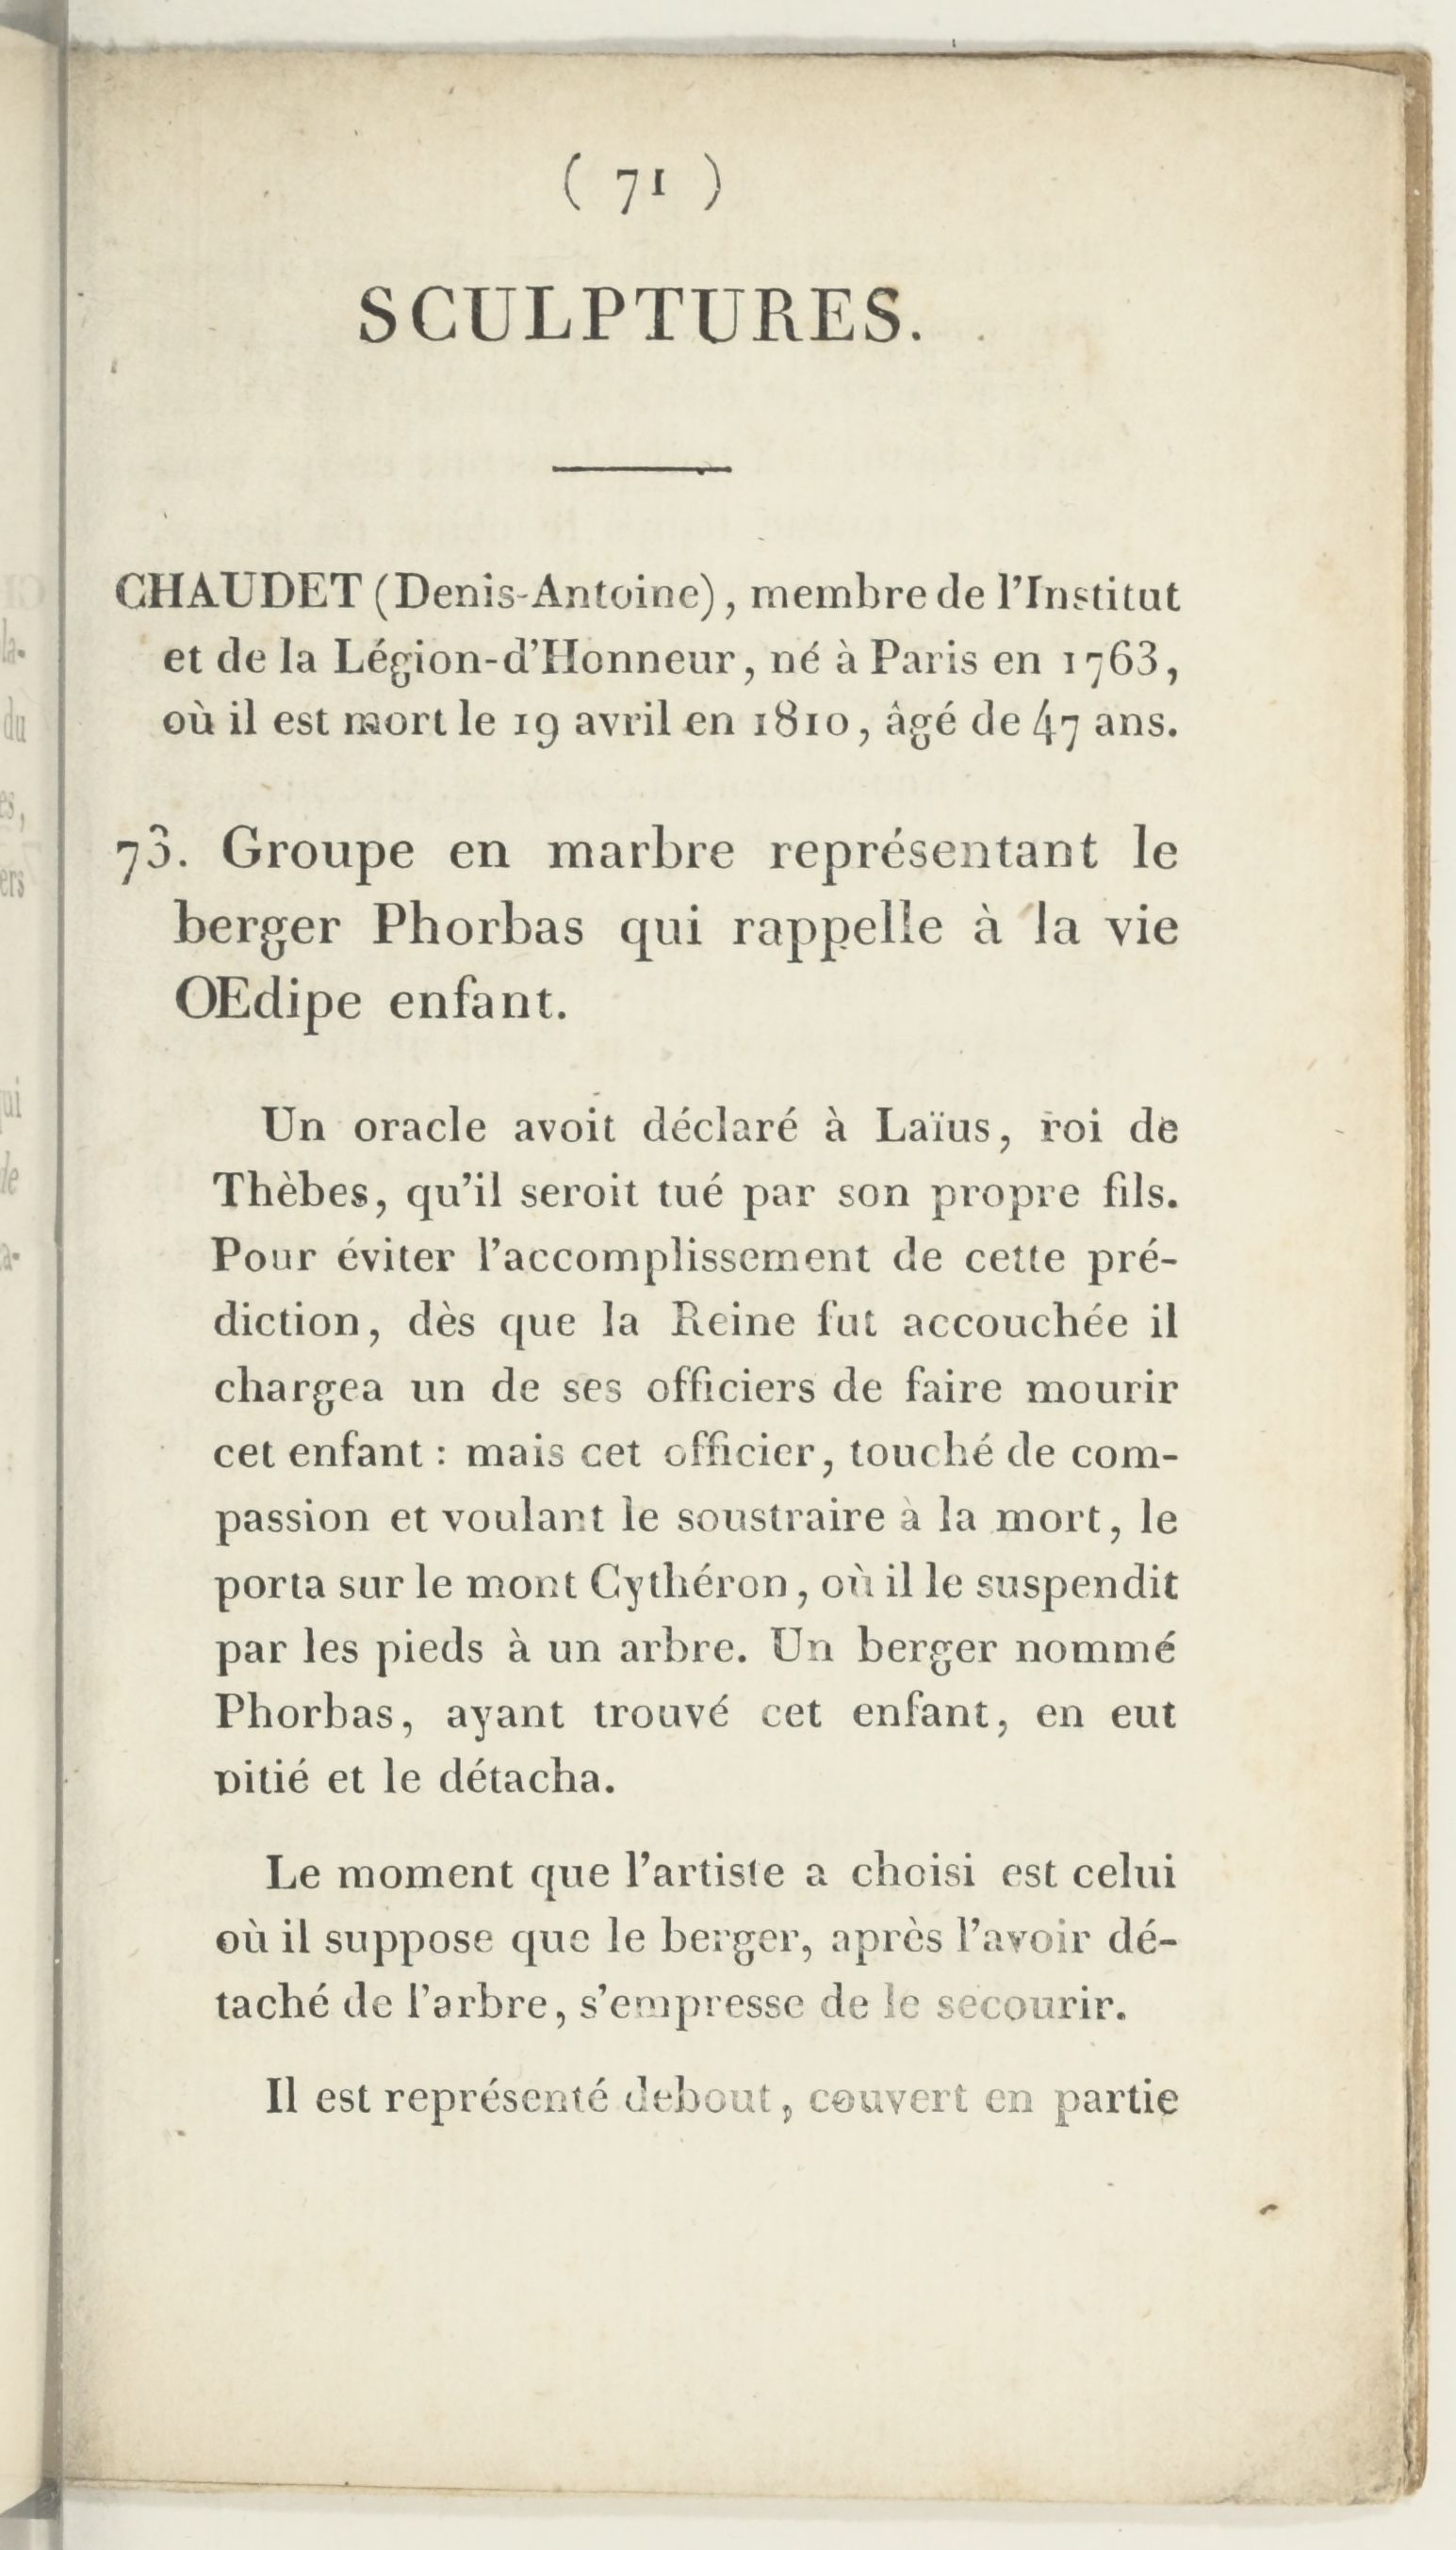 ( 71 )
SCULPTURES.
CHAUDET (Denis-Antoine), membre de l'Institut
et de la Légion-d'Honneur, né à Paris en 1763,
où il est mort le 19 avril en 1810, âgé de 47 ans.
73. Groupe en marbre représentant le
berger Phorbas qui rappelle à la vie
OEdipe enfant.
Un oracle avoit déclaré à Laïus, roi de
Thèbes, qu'il seroit tué par son propre fils.
Pour éviter l'accomplissement de cette pré-
diction, dès que la Reine fut accouchée il
chargea un de ses officiers de faire mourir
cet enfant : mais cet officier, touché de com-
passion et voulant le soustraire à la mort, le
porta sur le mont Cythéron, où il le suspendit
par les pieds à un arbre. Un berger nommé
Phorbas, ayant trouvé cet enfant, en eut
pitié et le détacha.
Le moment que l'artiste a choisi est celui
où il suppose que le berger, après l'avoir dé-
taché de l'arbre, s'empresse de le secourir.
Il est représenté debout, couvert en partie